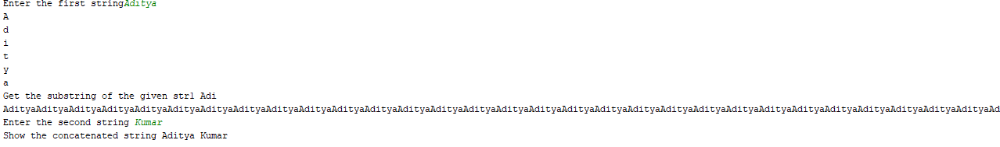 Enter the first stringAditya
A
d
i
t
y
a
Get the substring of the given str1 Adi
AdityaAdityaAdityaAdityaAdityaAdityaAdityaAdityaAdityaAdityaAdityaAdityaAdityaAdityaAdityaAdityaAdityaAdityaAdityaAdityaAdityaAdityaAdityaAdityaAdityaAdityaAdityaAdityaAdityaAdityaAd
Enter the second string Kumar
Show the concatenated string Aditya Kumar